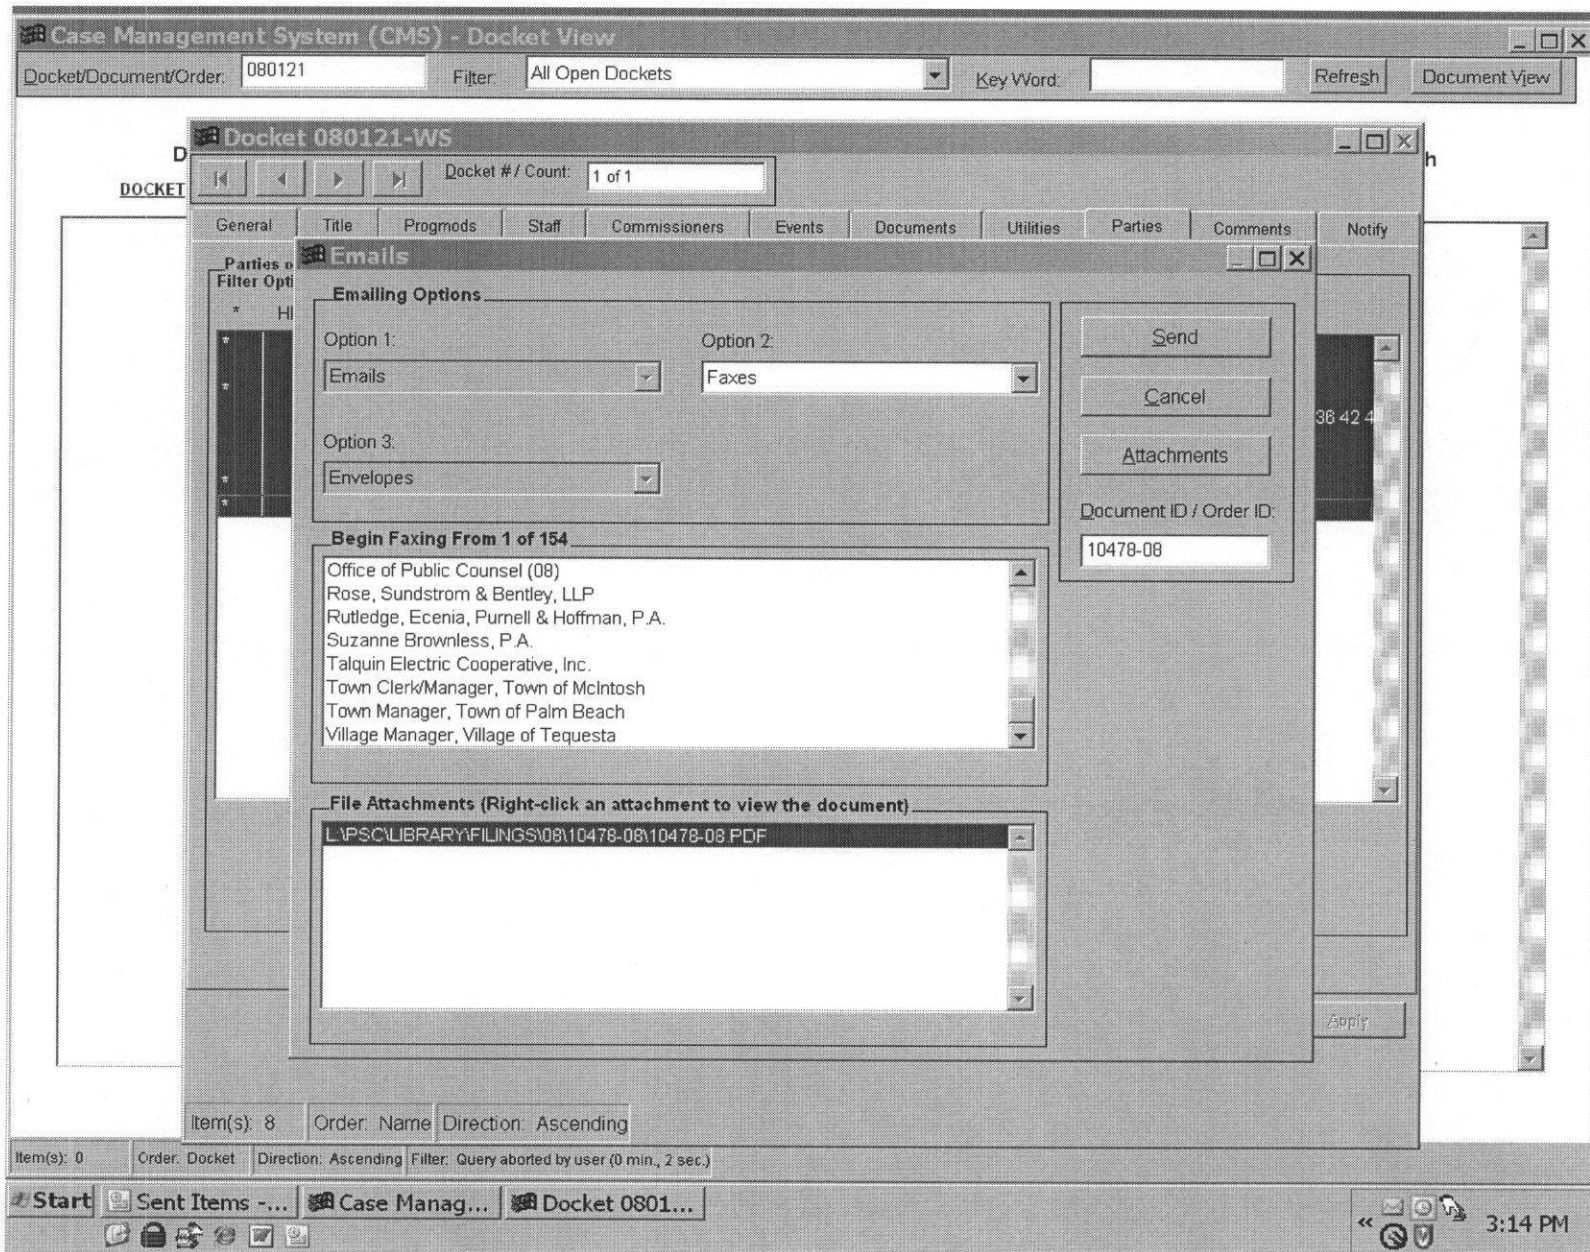 Case Management System (CMS) - Docket View
Docket/Document/Order: 080121 Filter: All Open Dockets Key Word: Refresh Document View
Docket 080121-WS
D h
DOCKET Docket # / Count: 1 of 1
General Title Progmods Staff Commissioners Events Documents Utilities Parties Comments Notify
Parties o
Filter Opti
* HI
Emails
Emailing Options
Option 1: Option 2: Send
Emails Faxes
Cancel
* 38 42 4
Option 3: Attachments
Envelopes
Document ID / Order ID:
Begin Faxing From 1 of 154 10478-08
Office of Public Counsel (08)
Rose, Sundstrom & Bentley, LLP
Rutledge, Ecenia, Purnell & Hoffman, P.A.
Suzanne Brownless, P.A.
Talquin Electric Cooperative, Inc.
Town Clerk/Manager, Town of McIntosh
Town Manager, Town of Palm Beach
Village Manager, Village of Tequesta
File Attachments (Right-click an attachment to view the document)
L:\PSC\LIBRARY\FILINGS\08\10478-08\10478-08.PDF
Apply
Item(s): 8 Order: Name Direction: Ascending
Item(s): 0 Order: Docket Direction: Ascending Filter: Query aborted by user (0 min., 2 sec.)
Start Sent Items -... Case Manag... Docket 0801... « 3:14 PM